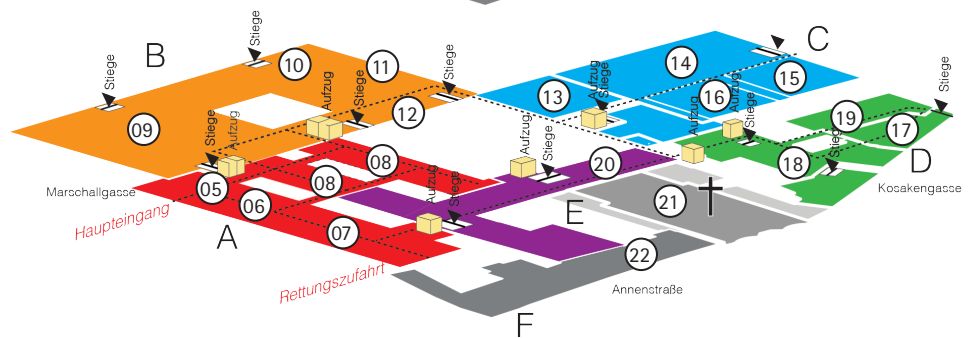 B
Stiege
Stiege
10
11
Stiege
Aufzug
Stiege
12
09
Stiege
Aufzug
Marschallgasse
05
08
08
06
07
A
Haupteingang
Rettungszufahrt
Aufzug
Stiege
C
Stiege
14
13
Aufzug
Stiege
15
16
Aufzug
Stiege
Aufzug
19
Stiege
17
18
Stiege
D
Kosakengasse
Aufzug
Stiege
20
E
21
22
Annenstraße
F